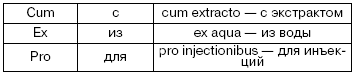 Cum с cum extracto — с экстрактом
Ex из ex aqua — из воды
Pro для pro injectionibus — для инъек-
ций